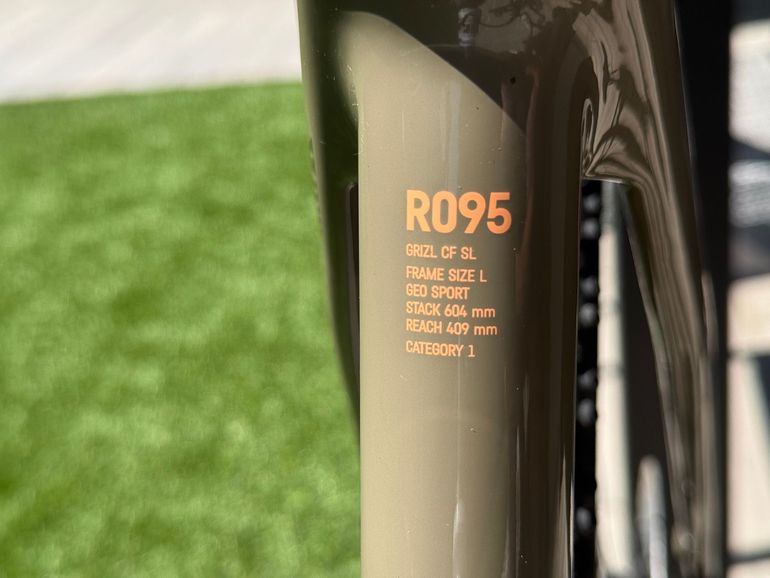 R095
GRIZL CF SL
FRAME SIZE L
GEO SPORT
STACK 604 mm
REACH 409 mm
CATEGORY 1